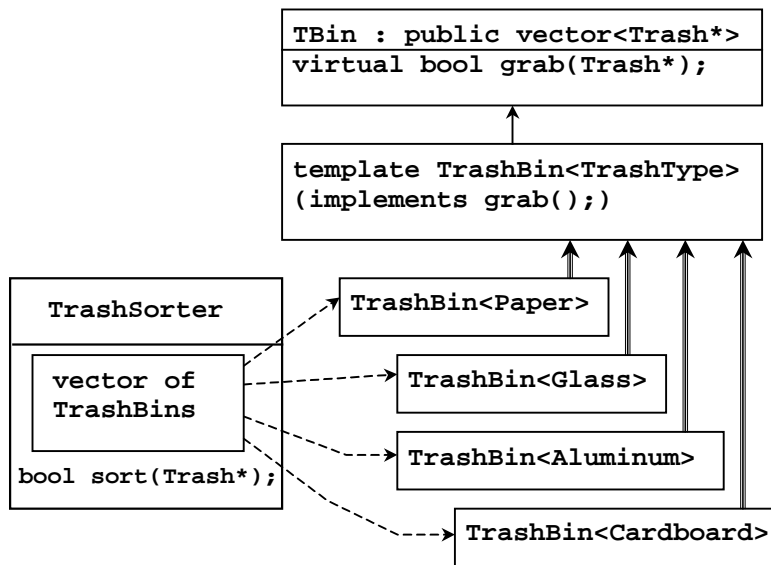 TBin : public vector<Trash*>
virtual bool grab(Trash*);
template TrashBin<TrashType>
(implements grab();)
TrashSorter
vector of
TrashBins
bool sort(Trash*);
TrashBin<Paper>
TrashBin<Glass>
TrashBin<Aluminum>
TrashBin<Cardboard>